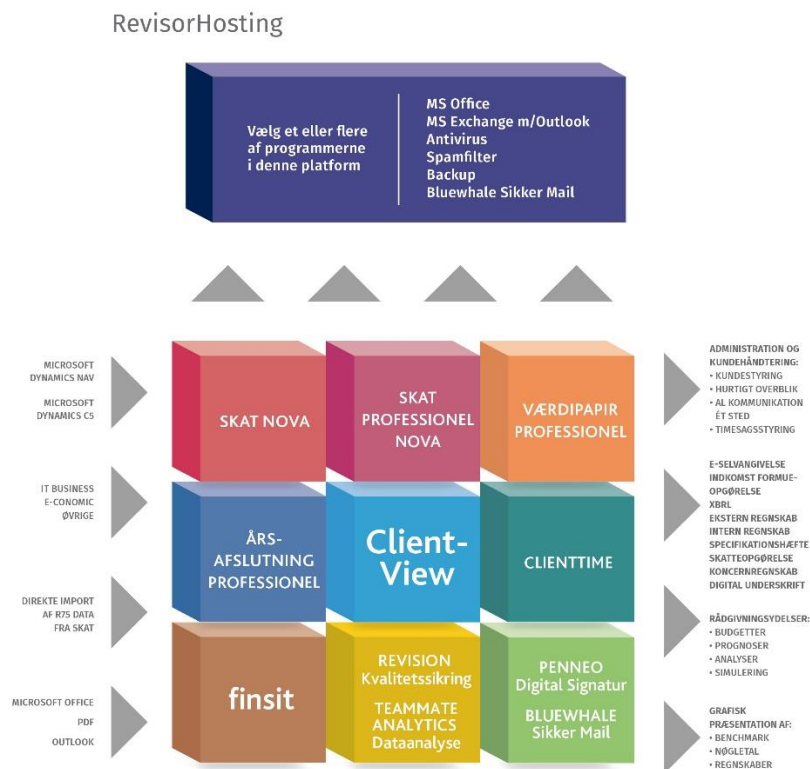 RevisorHosting
Vælg et eller flere
af programmerne
i denne platform
MS Office
MS Exchange m/Outlook
Antivirus
Spamfilter
Backup
Bluewhale Sikker Mail
MICROSOFT
DYNAMICS NAV
MICROSOFT
DYNAMICS C5
IT BUSINESS
E-CONOMIC
ØVRIGE
DIREKTE IMPORT
AF R75 DATA
FRA SKAT
MICROSOFT OFFICE
PDF
OUTLOOK
SKAT NOVA
SKAT
PROFESSIONEL
NOVA
VÆRDIPAPIR
PROFESSIONEL
ÅRS-
AFSLUTNING
PROFESSIONEL
Client-
View
CLIENTTIME
finsit
REVISION
Kvalitetssikring
TEAMMATE
ANALYTICS
Dataanalyse
PENNEO
Digital Signatur
BLUEWHALE
Sikker Mail
ADMINISTRATION OG
KUNDEHÅNDTERING:
• KUNDESTYRING
• HURTIGT OVERBLIK
• AL KOMMUNIKATION
ÉT STED
• TIMESAGSSTYRING
E-SELVANGIVELSE
INDKOMST FORMUE-
OPGØRELSE
XBRL
EKSTERN REGNSKAB
INTERN REGNSKAB
SPECIFIKATIONSHÆFTE
SKATTEOPGØRELSE
KONCERNREGNSKAB
DIGITAL UNDERSKRIFT
RÅDGIVNINGSYDELSER:
• BUDGETTER
• PROGNOSER
• ANALYSER
• SIMULERING
GRAFISK
PRÆSENTATION AF:
• BENCHMARK
• NØGLETAL
• REGNSKABER